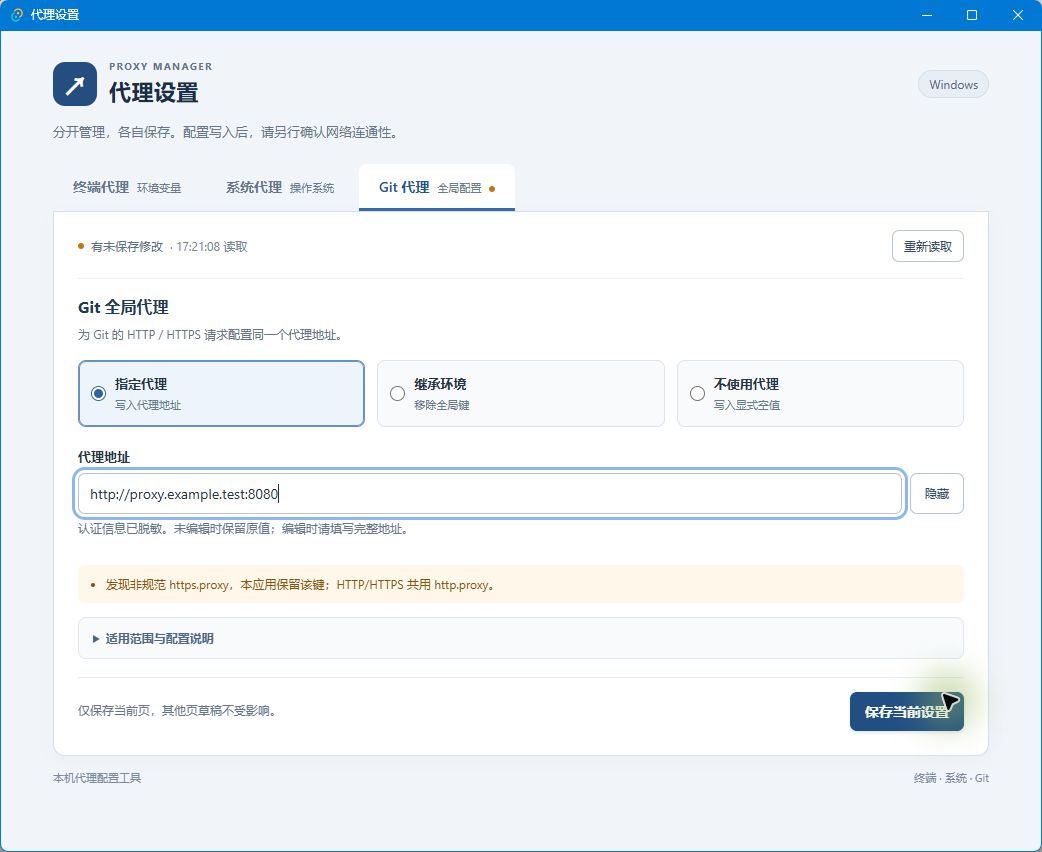 代理设置
PROXY MANAGER
代理设置
Windows
分开管理，各自保存。配置写入后，请另行确认网络连通性。
终端代理 环境变量 系统代理 操作系统 Git 代理 全局配置
有未保存修改 · 17:21:08 读取 重新读取
Git 全局代理
为 Git 的 HTTP / HTTPS 请求配置同一个代理地址。
指定代理 继承环境 不使用代理
写入代理地址 移除全局键 写入显式空值
代理地址
http://proxy.example.test:8080 隐藏
认证信息已脱敏。未编辑时保留原值；编辑时请填写完整地址。
• 发现非规范 https.proxy，本应用保留该键；HTTP/HTTPS 共用 http.proxy。
适用范围与配置说明
仅保存当前页，其他页草稿不受影响。 保存当前设置
本机代理配置工具 终端 · 系统 · Git